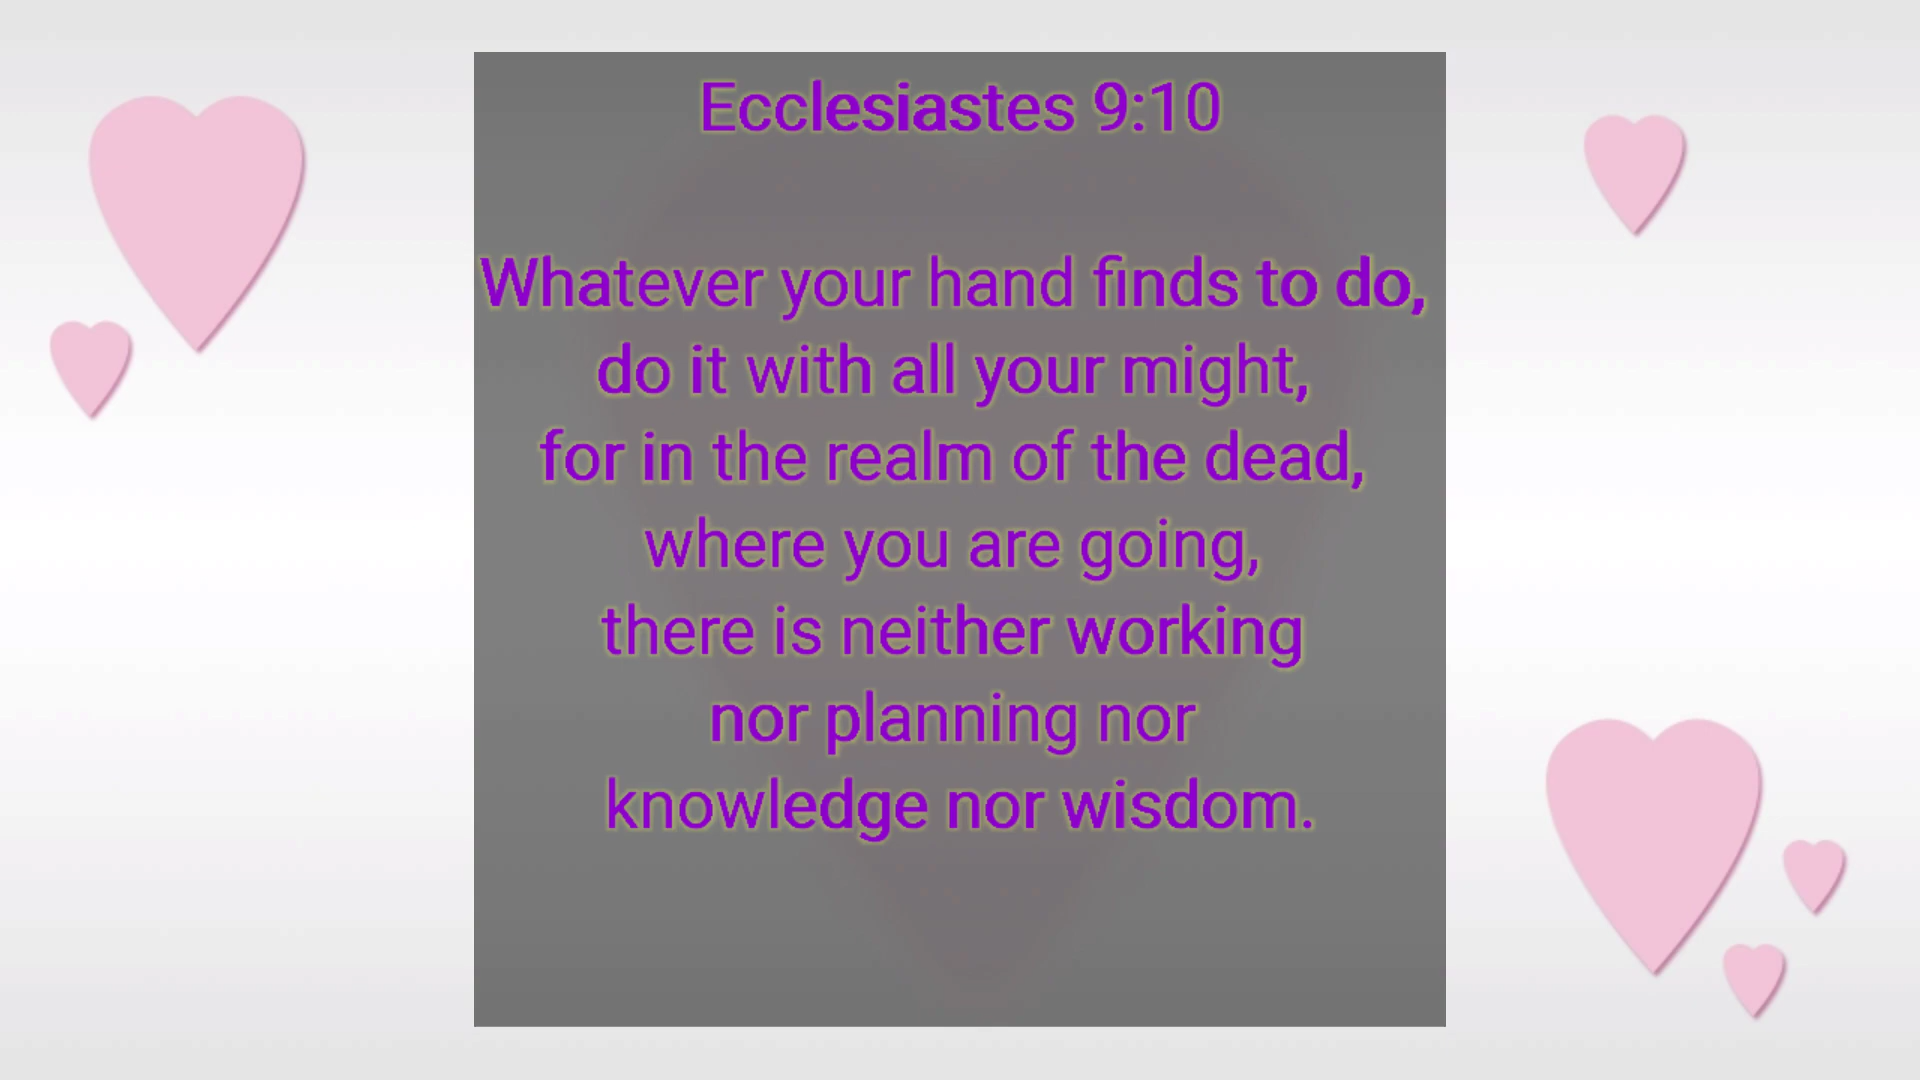 Ecclesiastes 9:10
Whatever your hand finds to do,
do it with all your might,
for in the realm of the dead,
where you are going,
there is neither working
nor planning nor
knowledge nor wisdom.